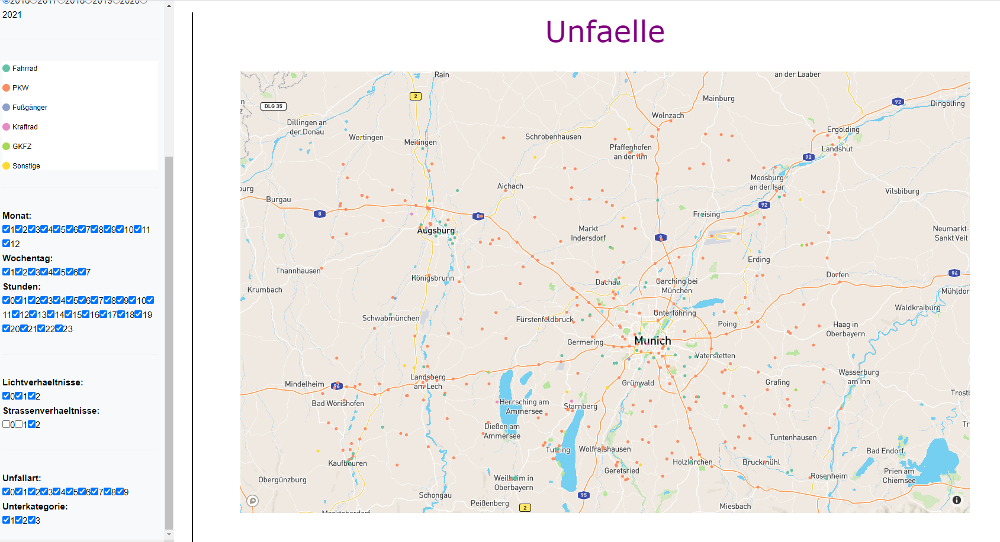 2016 2017 2018 2019 2020
2021
Fahrrad
PKW
Fußgänger
Kraftrad
GKFZ
Sonstige
Monat:
1 2 3 4 5 6 7 8 9 10 11
12
Wochentag:
1 2 3 4 5 6 7
Stunden:
0 1 2 3 4 5 6 7 8 9 10
11 12 13 14 15 16 17 18 19
20 21 22 23
Lichtverhaeltnisse:
0 1 2
Strassenverhaeltnisse:
0 1 2
Unfallart:
0 1 2 3 4 5 6 7 8 9
Unterkategorie:
1 2 3
Unfaelle
Rain
an der Laaber
2
Mainburg
92
Dingolfing
DLG 35
Wolnzach
Dillingen an
der Donau
Wertingen
Meitingen
Schrobenhausen
Ergolding
Pfaffenhofen
an der Ilm
Landshut
92
Moosburg
an der Isar
Aichach
Vilsbiburg
Burgau
92
8
8
Freising
Augsburg
Markt
Indersdorf
9
Neumarkt-
Sankt Veit
Erding
Thannhausen
Königsbrunn
Dachau
Garching bei
München
Dorfen
94
Krumbach
Mühldor
Waldkraiburg
Schwabmünchen
Fürstenfeldbruck
Unterföhring
Poing
Haag in
Oberbayern
Germering
Munich
Vaterstetten
Landsberg
am Lech
Wasserburg
am Inn
Mindelheim
96
Grünwald
Grafing
Trost
Bad Wörishofen
Herrsching am
Ammersee
Starnberg
Dießen am
Ammersee
Tuntenhausen
Tutzing
Wolfratshausen
Bad Endorf
Kaufbeuren
Holzkirchen
Bruckmühl
Geretsried
Prien am
Chiemsee
Rosenheim
Obergünzburg
Weilheim in
Oberbayern
Schongau
95
Peißenberg
2
Miesbach
Marktoberdorf